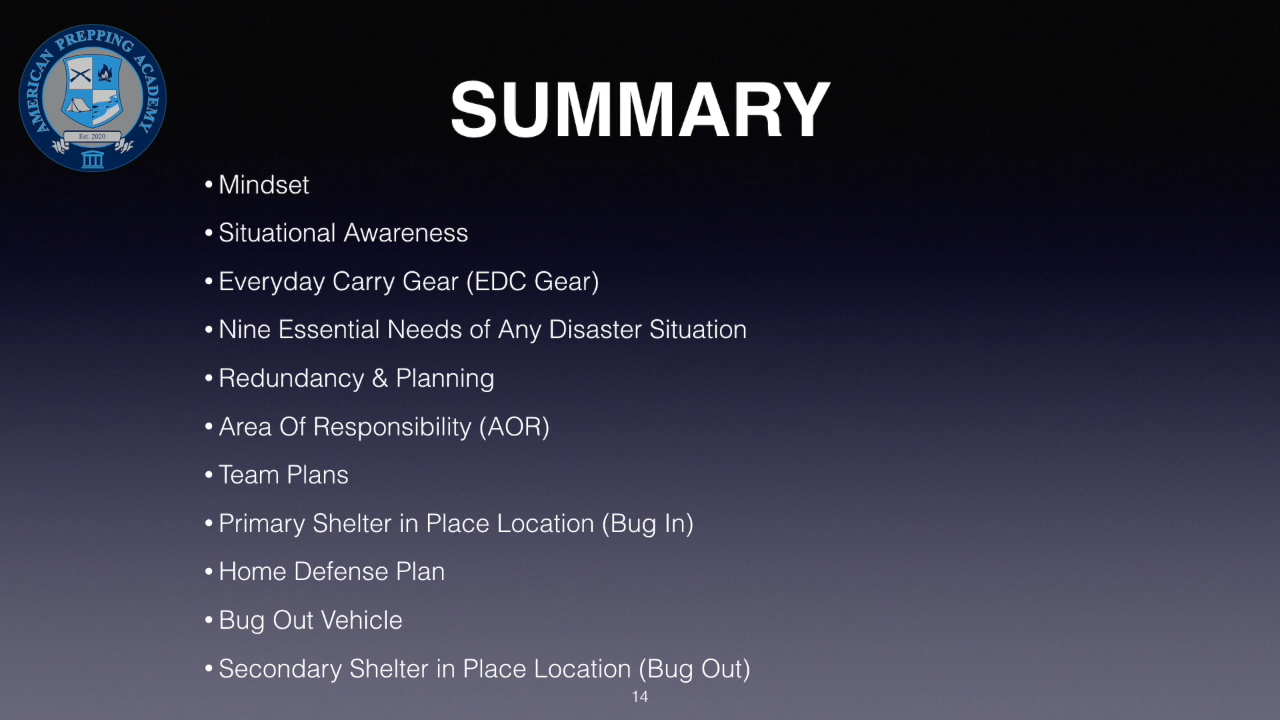 AMERICAN PREPPING ACADEMY
Est. 2020
SUMMARY
• Mindset
• Situational Awareness
• Everyday Carry Gear (EDC Gear)
• Nine Essential Needs of Any Disaster Situation
• Redundancy & Planning
• Area Of Responsibility (AOR)
• Team Plans
• Primary Shelter in Place Location (Bug In)
• Home Defense Plan
• Bug Out Vehicle
• Secondary Shelter in Place Location (Bug Out)
14